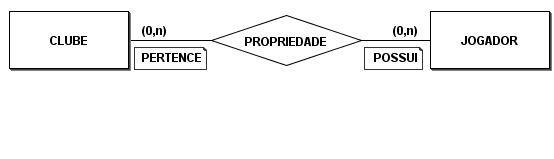 CLUBE
(0,n)
PERTENCE
PROPRIEDADE
(0,n)
POSSUI
JOGADOR